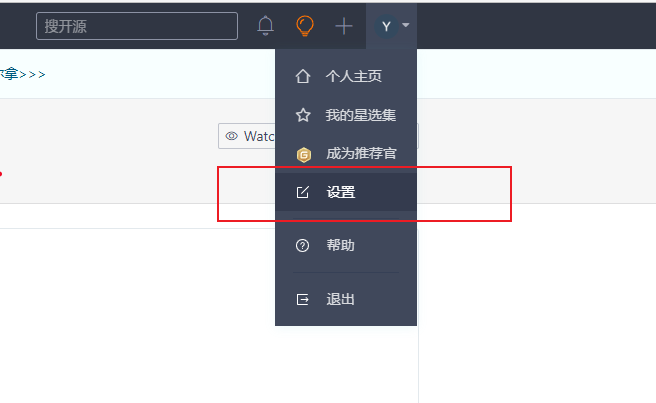 搜开源
Y
拿>>>
个人主页
我的星选集
成为推荐官
Watc
设置
帮助
退出